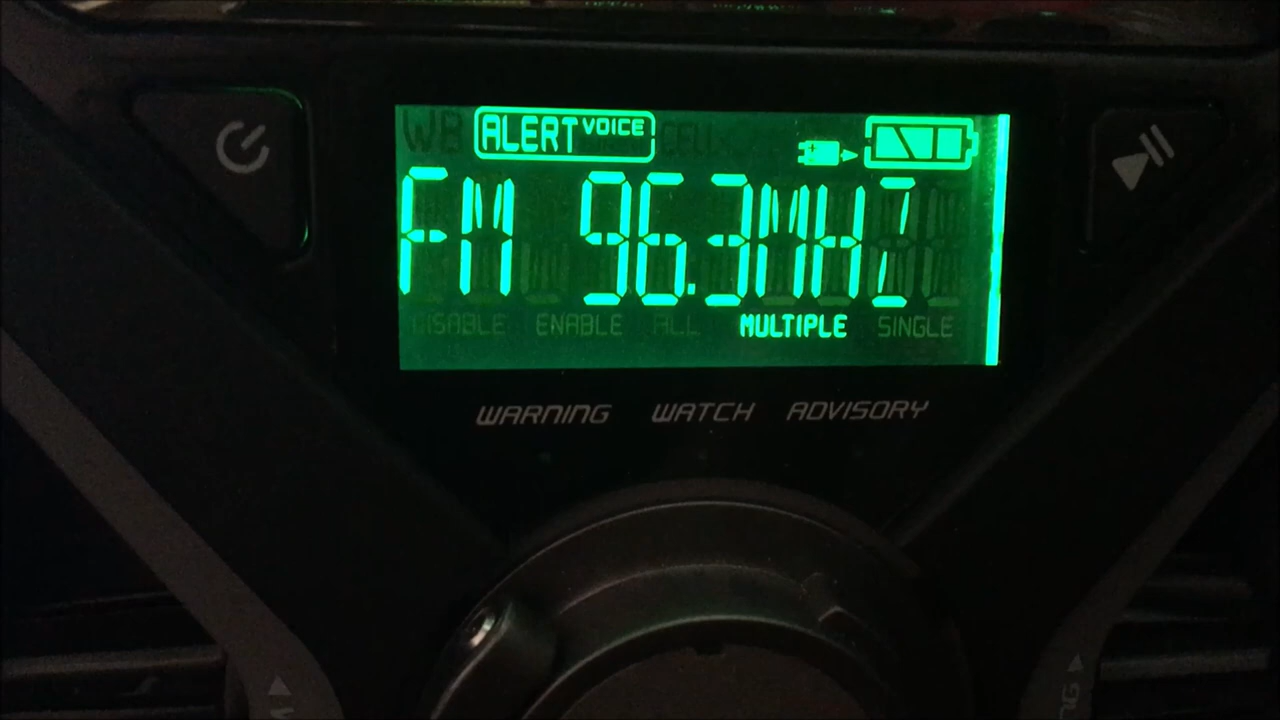 WB ALERT VOICE
FM 96.3MHZ
DISABLE ENABLE ALL MULTIPLE SINGLE
WARNING WATCH ADVISORY